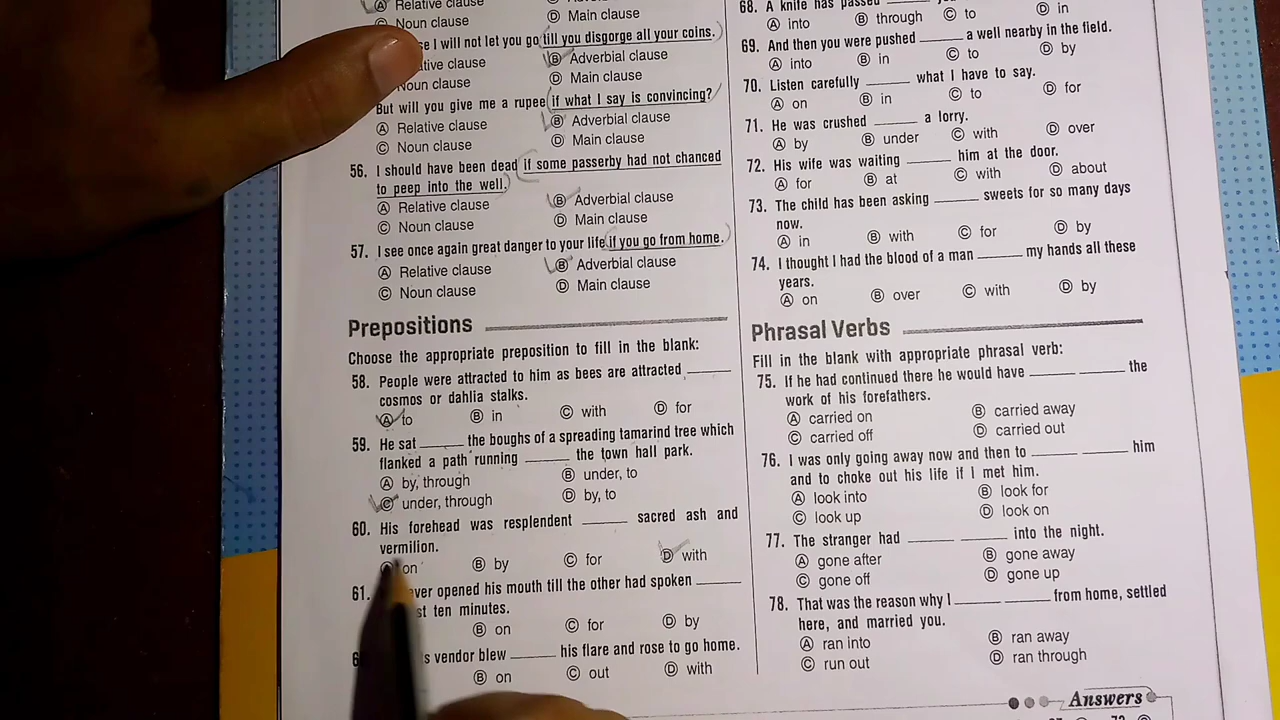 Ⓐ Relative clause
Ⓒ Noun clause Ⓓ Main clause
I will not let you go till you disgorge all your coins.
clause Ⓑ Adverbial clause
Noun clause Ⓓ Main clause
But will you give me a rupee if what I say is convincing?
Ⓐ Relative clause Ⓑ Adverbial clause
Ⓒ Noun clause Ⓓ Main clause
56. I should have been dead if some passerby had not chanced
to peep into the well.
Ⓐ Relative clause Ⓑ Adverbial clause
Ⓒ Noun clause Ⓓ Main clause
57. I see once again great danger to your life if you go from home.
Ⓐ Relative clause Ⓑ Adverbial clause
Ⓒ Noun clause Ⓓ Main clause
Prepositions
Choose the appropriate preposition to fill in the blank:
58. People were attracted to him as bees are attracted ______
cosmos or dahlia stalks.
Ⓐ to Ⓑ in Ⓒ with Ⓓ for
59. He sat ______ the boughs of a spreading tamarind tree which
flanked a path running ______ the town hall park.
Ⓐ by, through Ⓑ under, to
Ⓒ under, through Ⓓ by, to
60. His forehead was resplendent ______ sacred ash and
vermilion.
Ⓐ on Ⓑ by Ⓒ for Ⓓ with
61. opened his mouth till the other had spoken ______
ten minutes.
Ⓑ on Ⓒ for Ⓓ by
vendor blew ______ his flare and rose to go home.
Ⓑ on Ⓒ out Ⓓ with
68. A knife has passed ______
Ⓐ into Ⓑ through Ⓒ to Ⓓ in
69. And then you were pushed ______ a well nearby in the field.
Ⓐ into Ⓑ in Ⓒ to Ⓓ by
70. Listen carefully ______ what I have to say.
Ⓐ on Ⓑ in Ⓒ to Ⓓ for
71. He was crushed ______ a lorry.
Ⓐ by Ⓑ under Ⓒ with Ⓓ over
72. His wife was waiting ______ him at the door.
Ⓐ for Ⓑ at Ⓒ with Ⓓ about
73. The child has been asking ______ sweets for so many days
now.
Ⓐ in Ⓑ with Ⓒ for Ⓓ by
74. I thought I had the blood of a man ______ my hands all these
years.
Ⓐ on Ⓑ over Ⓒ with Ⓓ by
Phrasal Verbs
Fill in the blank with appropriate phrasal verb:
75. If he had continued there he would have ______ ______ the
work of his forefathers.
Ⓐ carried on Ⓑ carried away
Ⓒ carried off Ⓓ carried out
76. I was only going away now and then to ______ ______ him
and to choke out his life if I met him.
Ⓐ look into Ⓑ look for
Ⓒ look up Ⓓ look on
77. The stranger had ______ ______ into the night.
Ⓐ gone after Ⓑ gone away
Ⓒ gone off Ⓓ gone up
78. That was the reason why I ______ ______ from home, settled
here, and married you.
Ⓐ ran into Ⓑ ran away
Ⓒ run out Ⓓ ran through
Answers